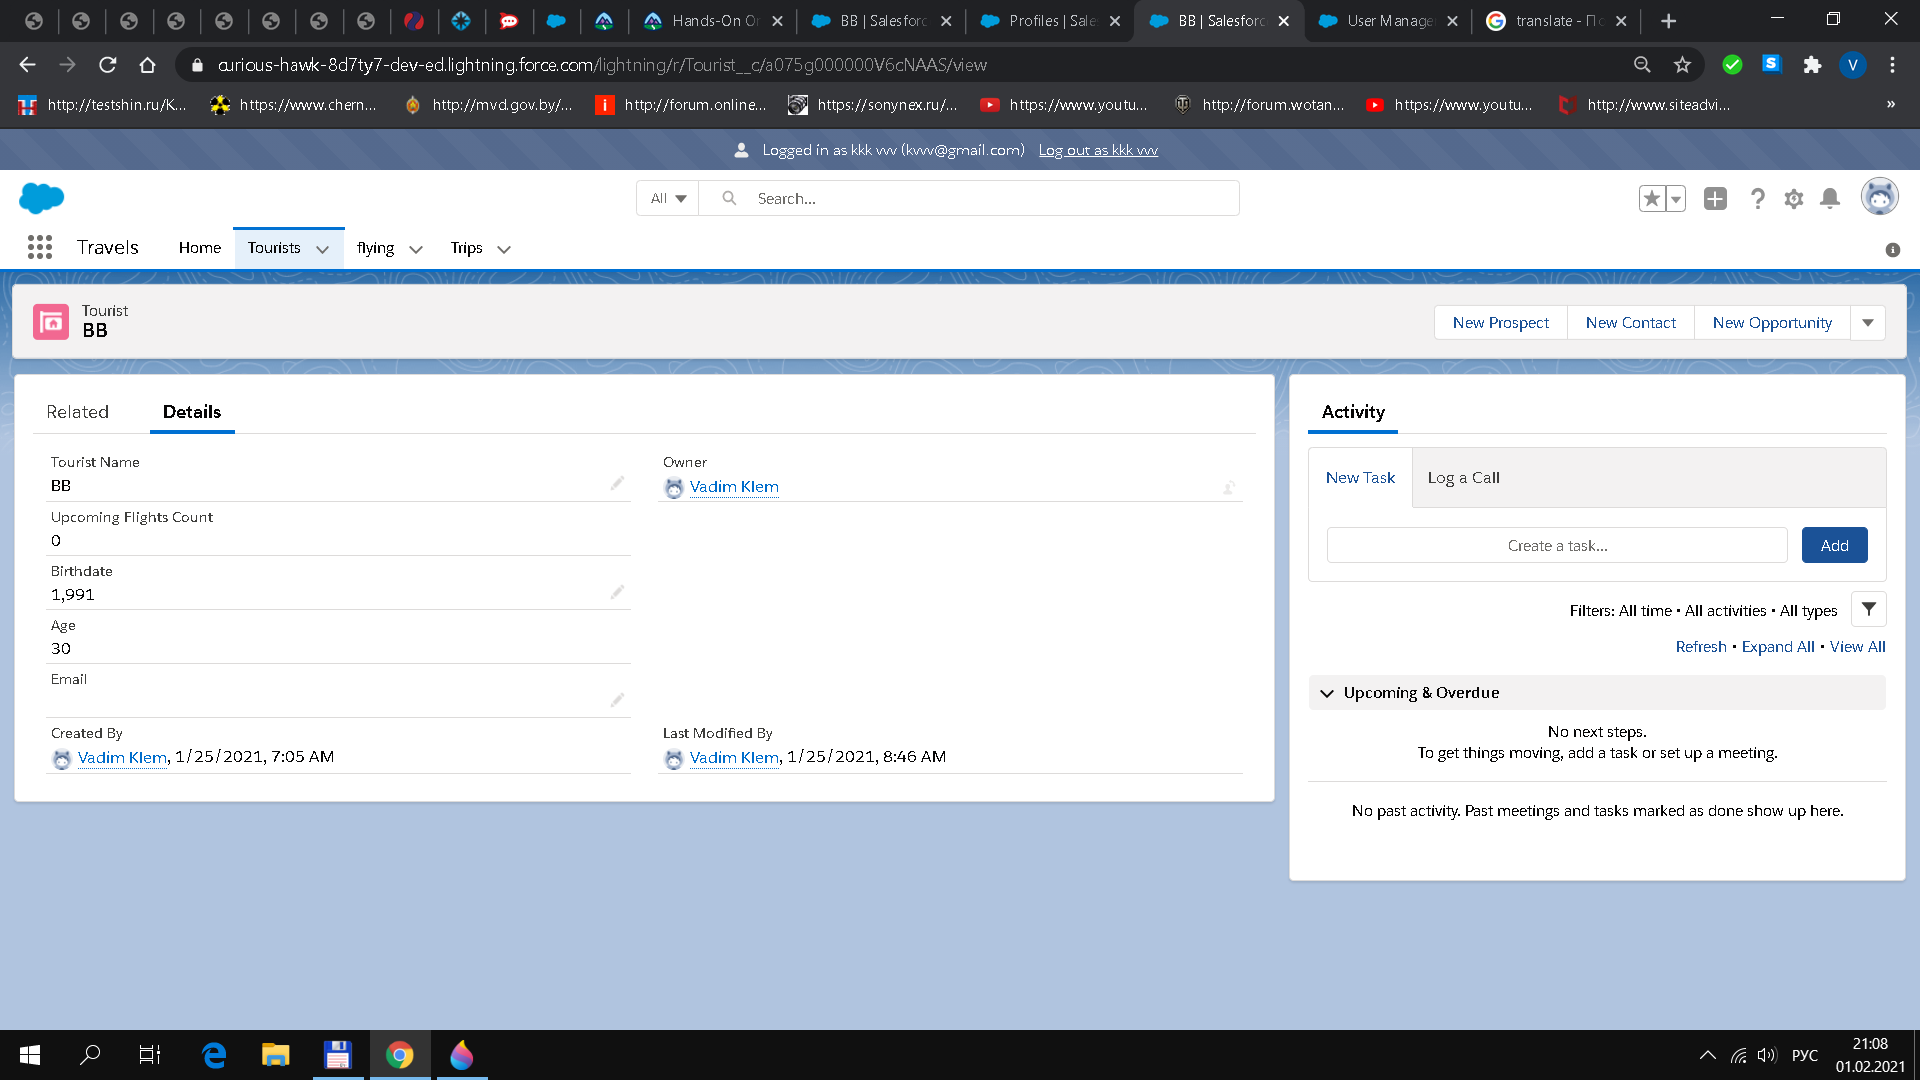 Hands-On Or
BB | Salesforc
Profiles | Sale
BB | Salesforc
User Manage
translate - По
curious-hawk-8d7ty7-dev-ed.lightning.force.com/lightning/r/Tourist__c/a075g000000V6cNAAS/view
V
http://testshin.ru/K...
https://www.chern...
http://mvd.gov.by/...
http://forum.online...
https://sonynex.ru/...
https://www.youtu...
http://forum.wotan...
https://www.youtu...
http://www.siteadvi...
»
Logged in as kkk vvv (kvvv@gmail.com) Log out as kkk vvv
All
Search...
Travels
Home
Tourists
flying
Trips
Tourist
BB
New Prospect
New Contact
New Opportunity
Related
Details
Tourist Name
BB
Owner
Vadim Klem
Upcoming Flights Count
0
Birthdate
1,991
Age
30
Email
Created By
Vadim Klem, 1/25/2021, 7:05 AM
Last Modified By
Vadim Klem, 1/25/2021, 8:46 AM
Activity
New Task
Log a Call
Create a task...
Add
Filters: All time • All activities • All types
Refresh • Expand All • View All
Upcoming & Overdue
No next steps.
To get things moving, add a task or set up a meeting.
No past activity. Past meetings and tasks marked as done show up here.
РУС
21:08
01.02.2021